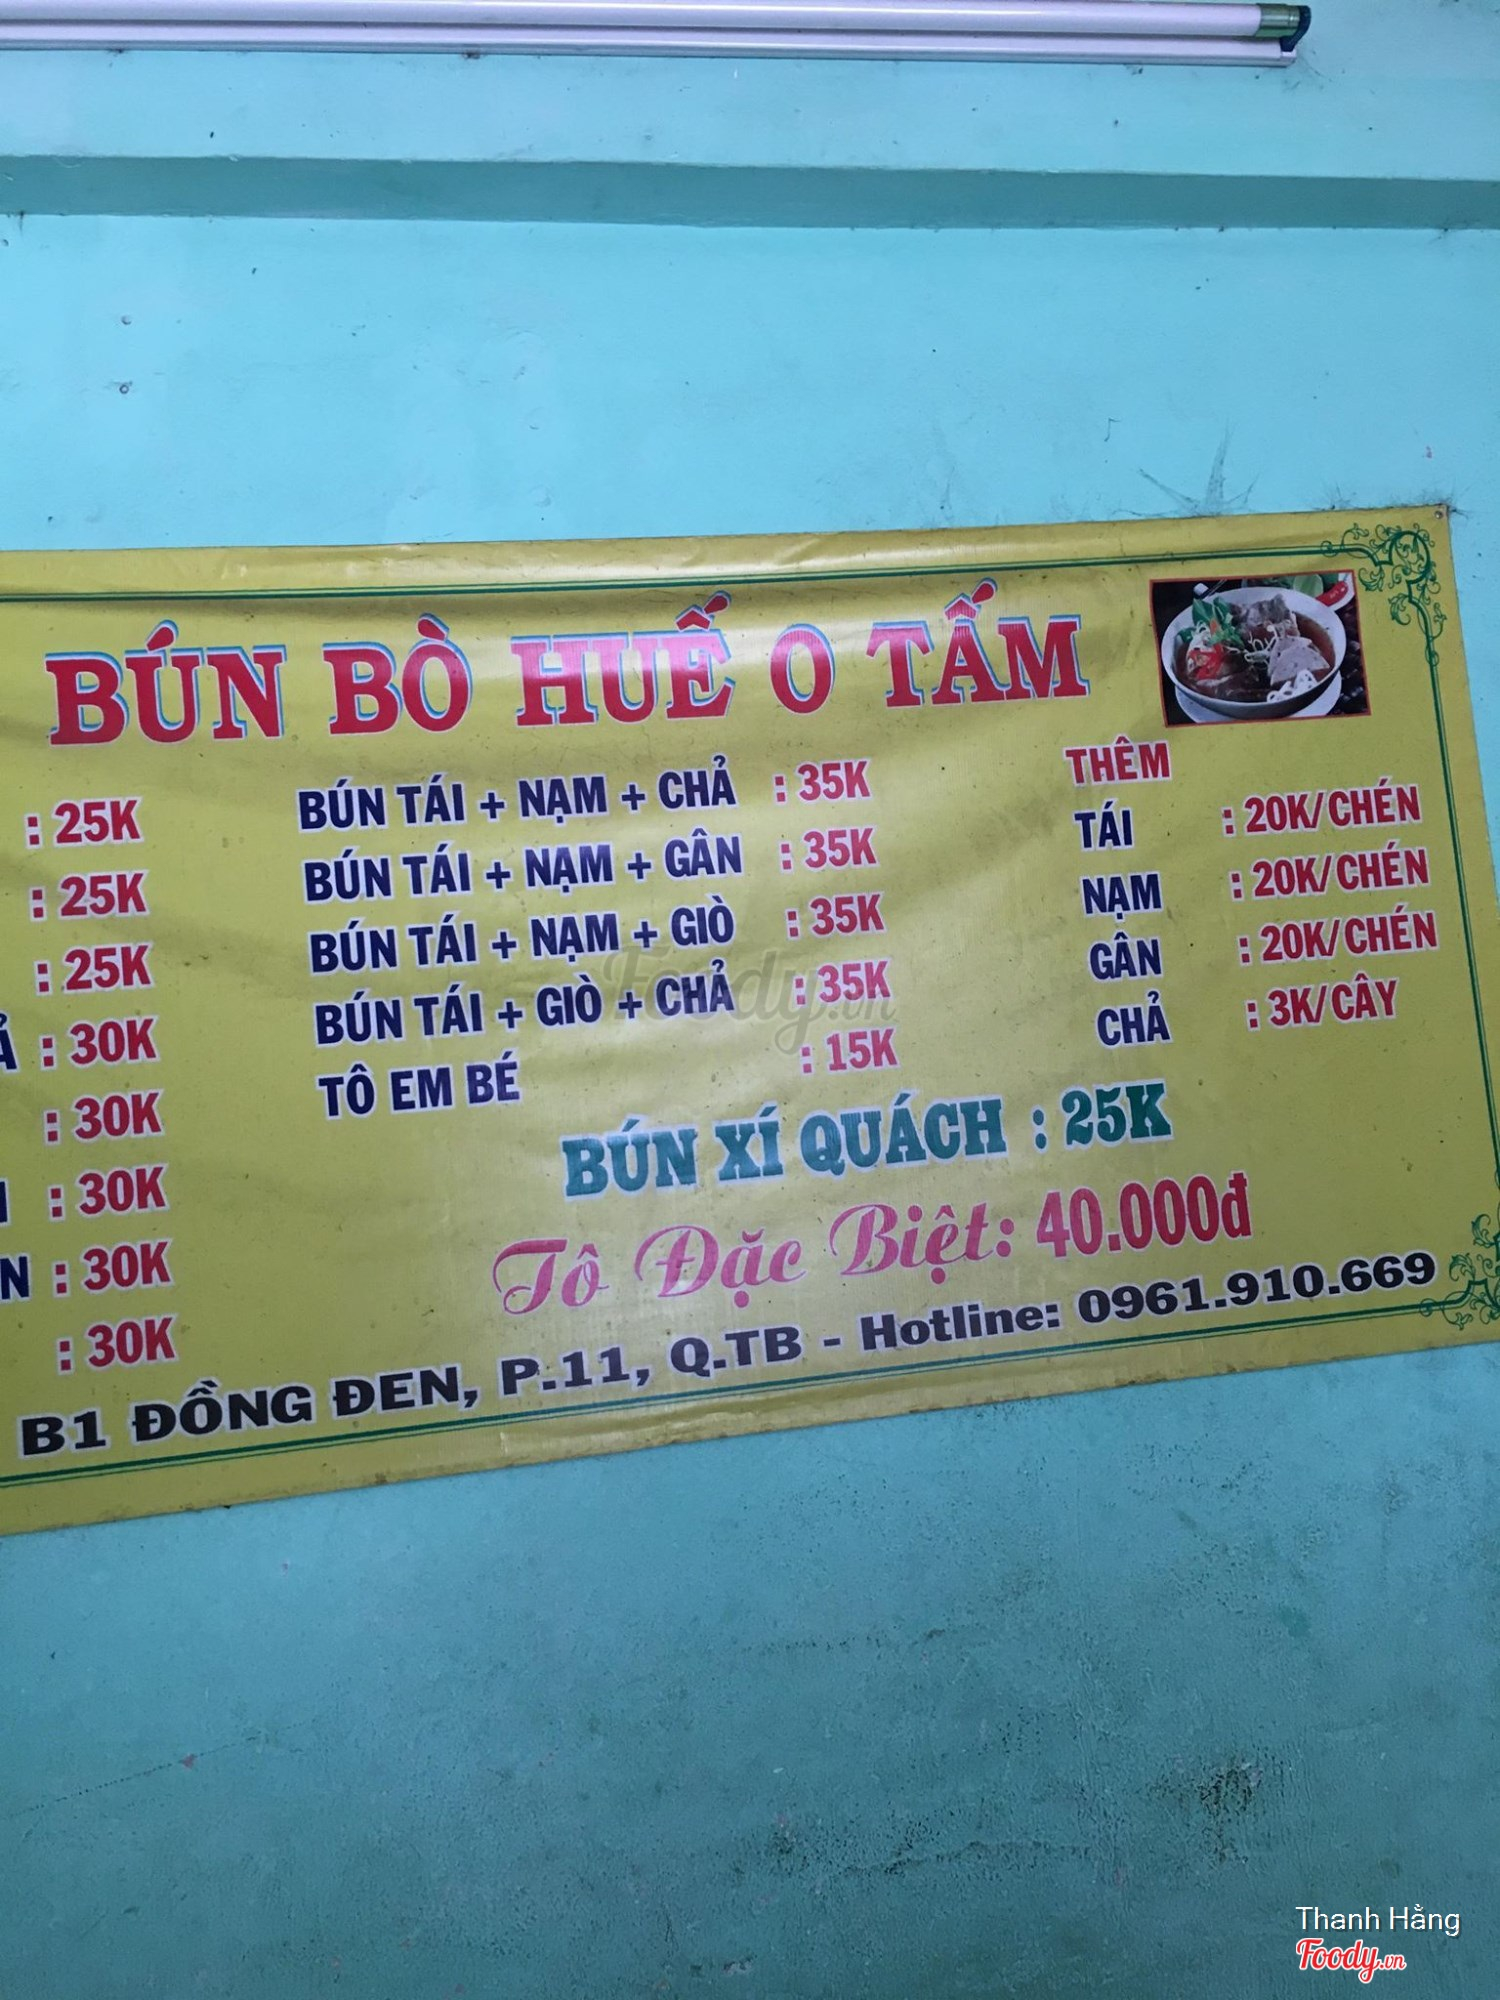 BÚN BÒ HUẾ O TẤM
: 25K
: 25K
: 25K
Ả : 30K
: 30K
: 30K
N : 30K
: 30K
BÚN TÁI + NẠM + CHẢ : 35K
BÚN TÁI + NẠM + GÂN : 35K
BÚN TÁI + NẠM + GIÒ : 35K
BÚN TÁI + GIÒ + CHẢ : 35K
TÔ EM BÉ : 15K
THÊM
TÁI : 20K/CHÉN
NẠM : 20K/CHÉN
GÂN : 20K/CHÉN
CHẢ : 3K/CÂY
BÚN XÍ QUÁCH : 25K
Tô Đặc Biệt: 40.000đ
B1 ĐỒNG ĐEN, P.11, Q.TB - Hotline: 0961.910.669
Foody.vn
Thanh Hằng
Foody.vn